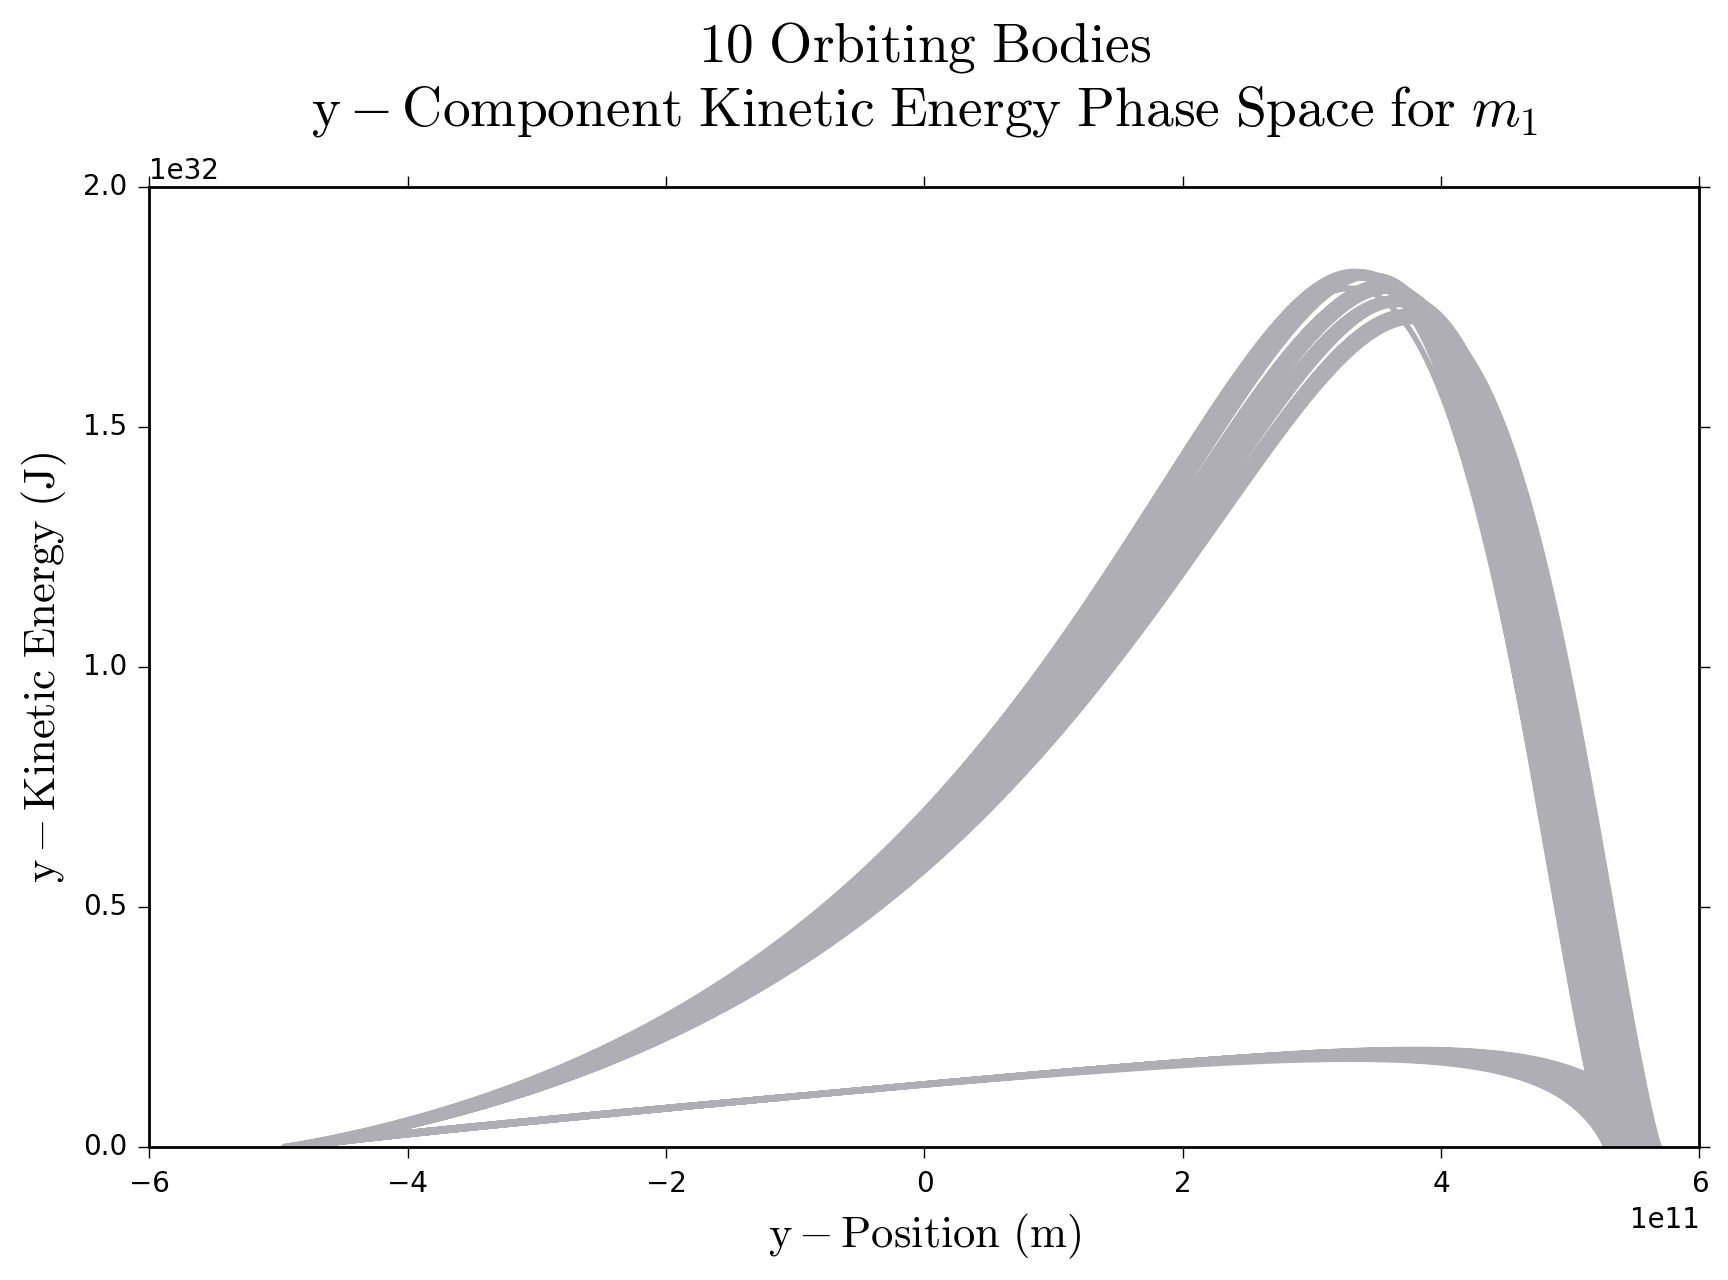 10 Orbiting Bodies
y − Component Kinetic Energy Phase Space for m₁
1e32
2.0
1.5
1.0
0.5
0.0
y − Kinetic Energy (J)
−6 −4 −2 0 2 4 6
1e11
y − Position (m)